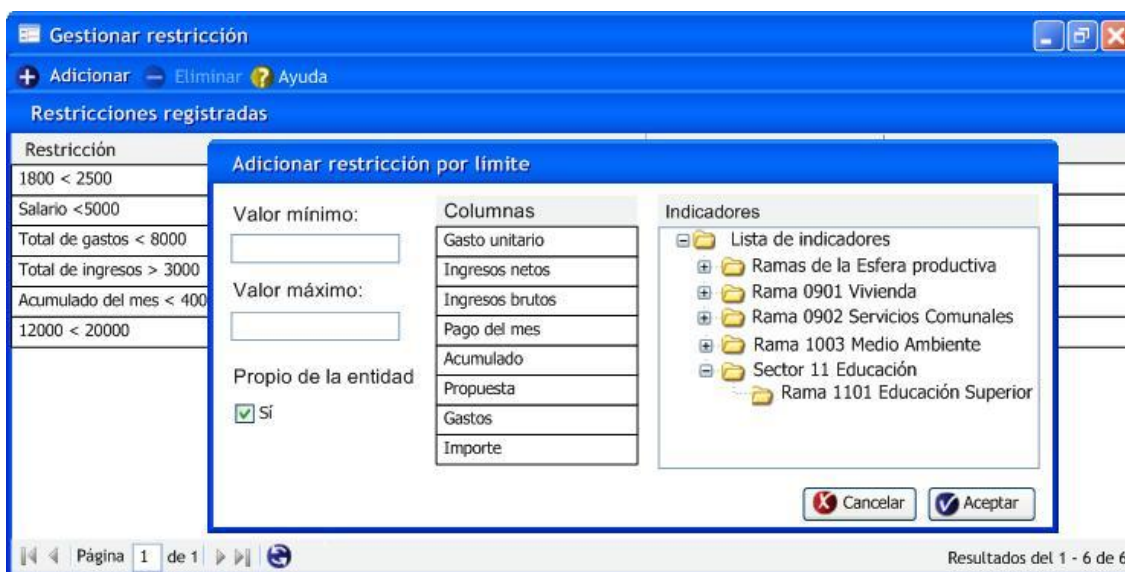 Gestionar restricción
Adicionar Eliminar Ayuda
Restricciones registradas
Restricción
1800 < 2500
Salario <5000
Total de gastos < 8000
Total de ingresos > 3000
Acumulado del mes < 400
12000 < 20000
Adicionar restricción por límite
Valor mínimo:
Valor máximo:
Propio de la entidad
Sí
Columnas
Gasto unitario
Ingresos netos
Ingresos brutos
Pago del mes
Acumulado
Propuesta
Gastos
Importe
Indicadores
Lista de indicadores
Ramas de la Esfera productiva
Rama 0901 Vivienda
Rama 0902 Servicios Comunales
Rama 1003 Medio Ambiente
Sector 11 Educación
Rama 1101 Educación Superior
Cancelar Aceptar
Página 1 de 1 Resultados del 1 - 6 de 6